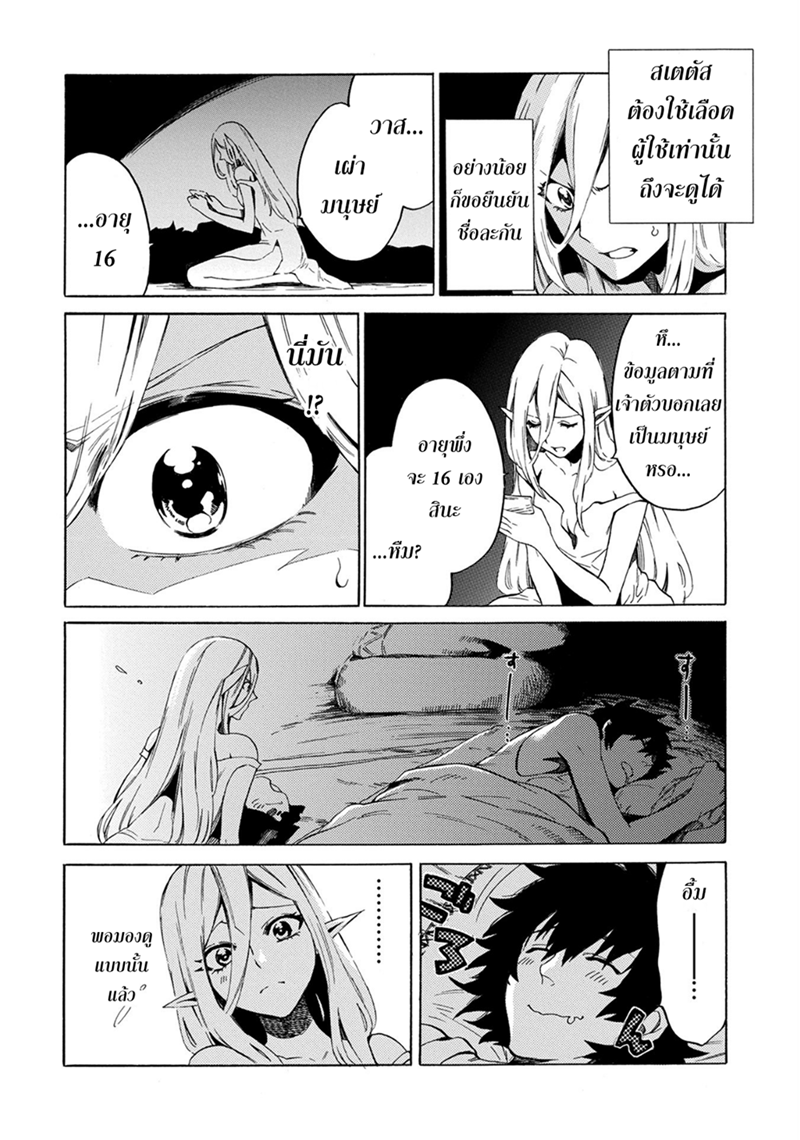 สเตตัส
ต้องใช้เลือด
ผู้ใช้เท่านั้น
ถึงจะดูได้
อย่างน้อย
ก็ขอยืนยัน
ชื่อละกัน
วาส...
เผ่า
มนุษย์
...อายุ
16
หึ...
ข้อมูลตามที่
เจ้าตัวบอกเลย
เป็นมนุษย์
หรอ...
อายุพึ่ง
จะ 16 เอง
สินะ
...หืม?
นี่มัน
!?
すー…
すー…
อื้ม
ん
พอมองดู
แบบนั้น
แล้ว